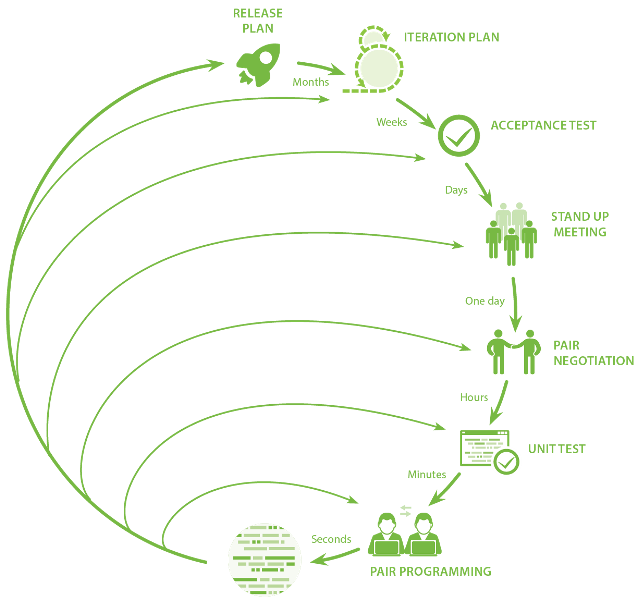 RELEASE
PLAN
ITERATION PLAN
Months
Weeks
ACCEPTANCE TEST
Days
STAND UP
MEETING
One day
PAIR
NEGOTIATION
Hours
UNIT TEST
Minutes
Seconds
PAIR PROGRAMMING